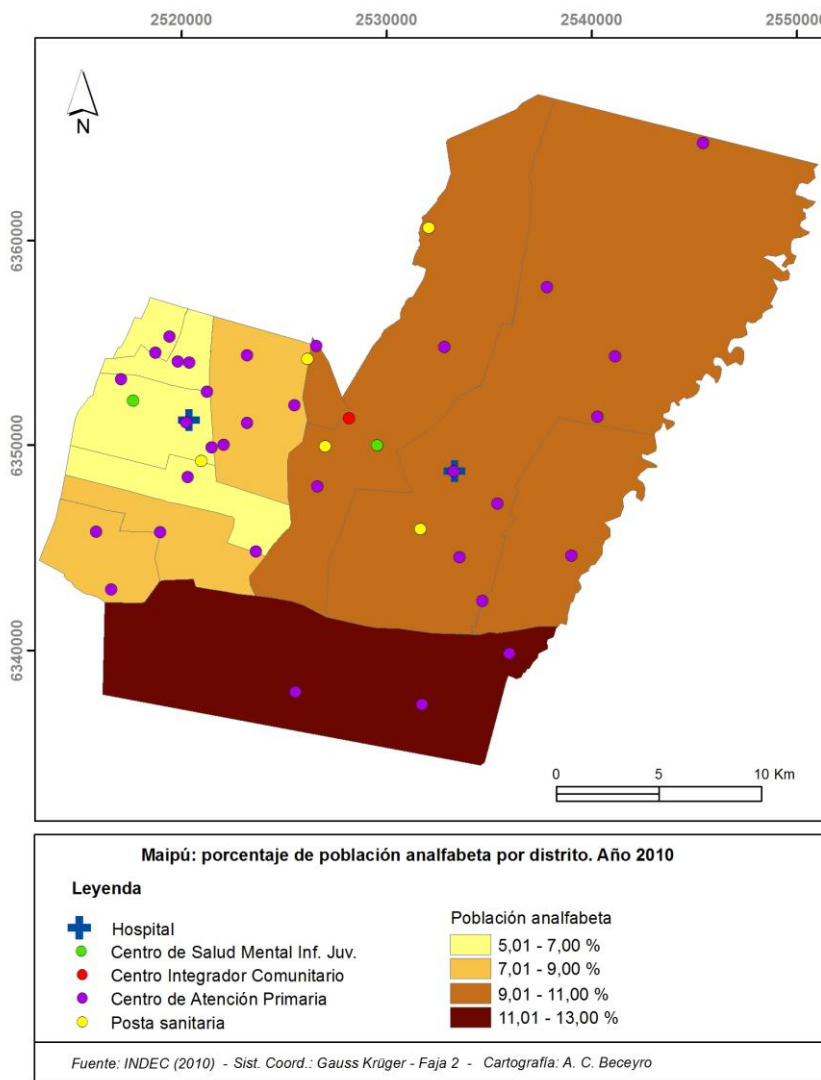 2520000 2530000 2540000 2550000
N
6360000
6350000
6340000
0 5 10 Km
Maipú: porcentaje de población analfabeta por distrito. Año 2010
Leyenda
Hospital
Centro de Salud Mental Inf. Juv.
Centro Integrador Comunitario
Centro de Atención Primaria
Posta sanitaria
Población analfabeta
5,01 - 7,00 %
7,01 - 9,00 %
9,01 - 11,00 %
11,01 - 13,00 %
Fuente: INDEC (2010) - Sist. Coord.: Gauss Krüger - Faja 2 - Cartografía: A. C. Beceyro